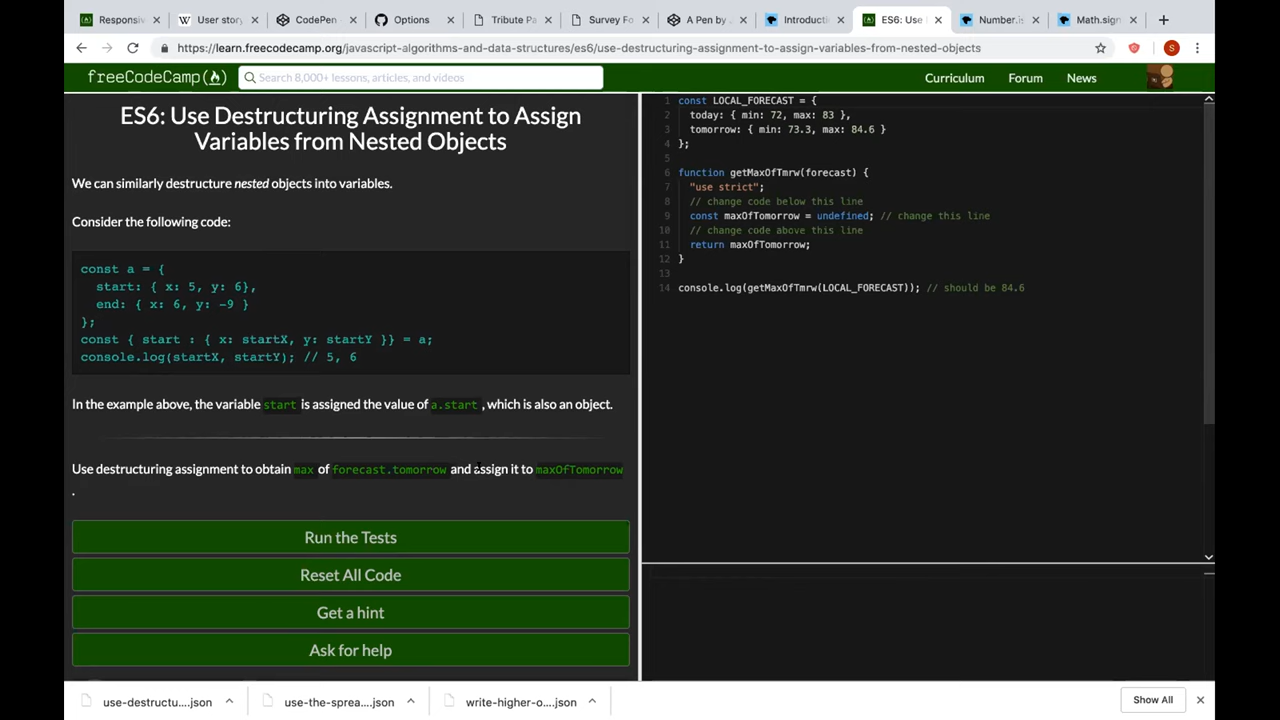 Responsiv
User story
CodePen
Options
Tribute Pa
Survey Fo
A Pen by
Introducti
ES6: Use
Number.is
Math.sign
https://learn.freecodecamp.org/javascript-algorithms-and-data-structures/es6/use-destructuring-assignment-to-assign-variables-from-nested-objects
S
freeCodeCamp
Search 8,000+ lessons, articles, and videos
Curriculum Forum News
ES6: Use Destructuring Assignment to Assign
Variables from Nested Objects
We can similarly destructure nested objects into variables.
Consider the following code:
const a = {
start: { x: 5, y: 6},
end: { x: 6, y: -9 }
};
const { start : { x: startX, y: startY }} = a;
console.log(startX, startY); // 5, 6
In the example above, the variable start is assigned the value of a.start , which is also an object.
Use destructuring assignment to obtain max of forecast.tomorrow and assign it to maxOfTomorrow
.
Run the Tests
Reset All Code
Get a hint
Ask for help
1 const LOCAL_FORECAST = {
2 today: { min: 72, max: 83 },
3 tomorrow: { min: 73.3, max: 84.6 }
4 };
5
6 function getMaxOfTmrw(forecast) {
7 "use strict";
8 // change code below this line
9 const maxOfTomorrow = undefined; // change this line
10 // change code above this line
11 return maxOfTomorrow;
12 }
13
14 console.log(getMaxOfTmrw(LOCAL_FORECAST)); // should be 84.6
use-destructu....json
use-the-sprea....json
write-higher-o....json
Show All